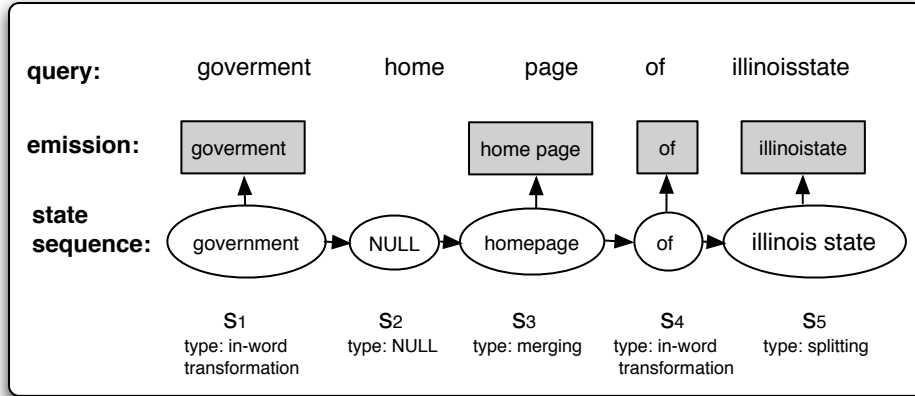 query: goverment home page of illinoisstate
emission: goverment home page of illinoistate
state
sequence: government NULL homepage of illinois state
S1 S2 S3 S4 S5
type: in-word type: NULL type: merging type: in-word type: splitting
transformation transformation